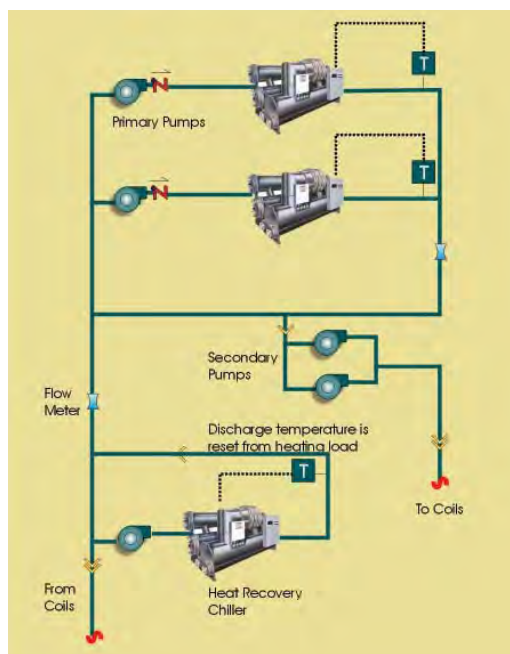 T
Primary Pumps
T
Secondary
Pumps
Flow
Meter
Discharge temperature is
reset from heating load
T
To Coils
From
Coils
Heat Recovery
Chiller